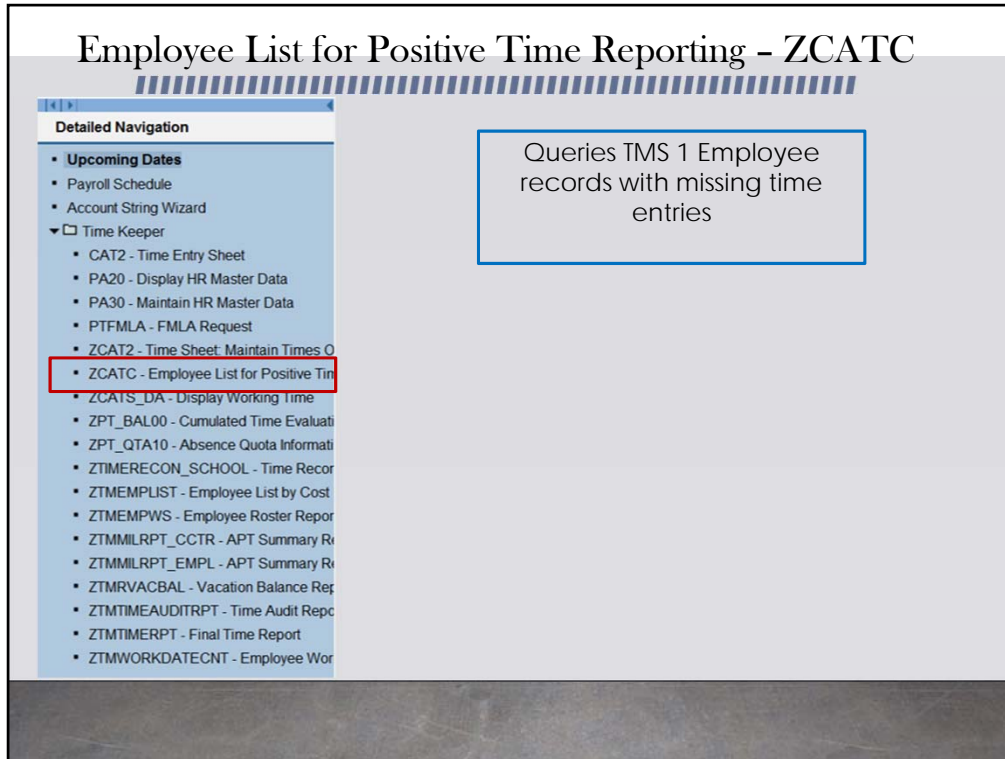 Employee List for Positive Time Reporting – ZCATC
Detailed Navigation
Upcoming Dates
Payroll Schedule
Account String Wizard
Time Keeper
CAT2 - Time Entry Sheet
PA20 - Display HR Master Data
PA30 - Maintain HR Master Data
PTFMLA - FMLA Request
ZCAT2 - Time Sheet: Maintain Times O
ZCATC - Employee List for Positive Tim
ZCATS_DA - Display Working Time
ZPT_BAL00 - Cumulated Time Evaluati
ZPT_QTA10 - Absence Quota Informati
ZTIMERECON_SCHOOL - Time Recor
ZTMEMPLIST - Employee List by Cost
ZTMEMPWS - Employee Roster Repor
ZTMMILRPT_CCTR - APT Summary Re
ZTMMILRPT_EMPL - APT Summary Re
ZTMRVACBAL - Vacation Balance Rep
ZTMTIMEAUDITRPT - Time Audit Repo
ZTMTIMERPT - Final Time Report
ZTMWORKDATECNT - Employee Wor
Queries TMS 1 Employee
records with missing time
entries